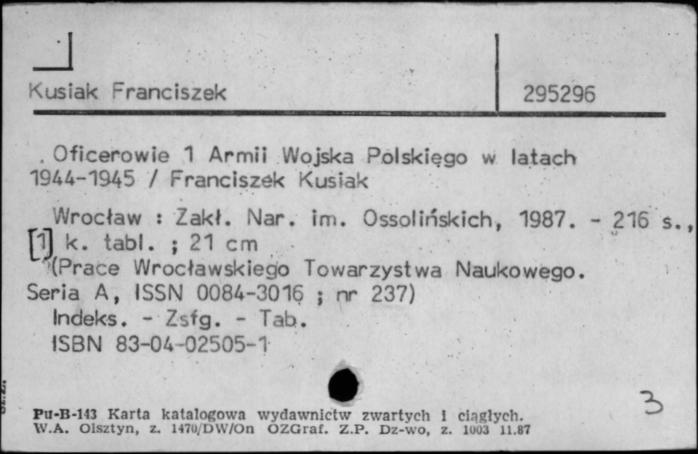 Kusiak Franciszek 295296
Oficerowie 1 Armii Wojska Polskiego w latach
1944-1945 / Franciszek Kusiak
Wrocław : Zakł. Nar. im. Ossolińskich, 1987. - 216 s.,
[1] k. tabl. ; 21 cm
(Prace Wrocławskiego Towarzystwa Naukowego.
Seria A, ISSN 0084-3016 ; nr 237)
Indeks. - Zsfg. - Tab.
ISBN 83-04-02505-1
3
Pu-B-143 Karta katalogowa wydawnictw zwartych i ciągłych.
W.A. Olsztyn, z. 1470/DW/On OZGraf. Z.P. Dz-wo, z. 1003 11.87